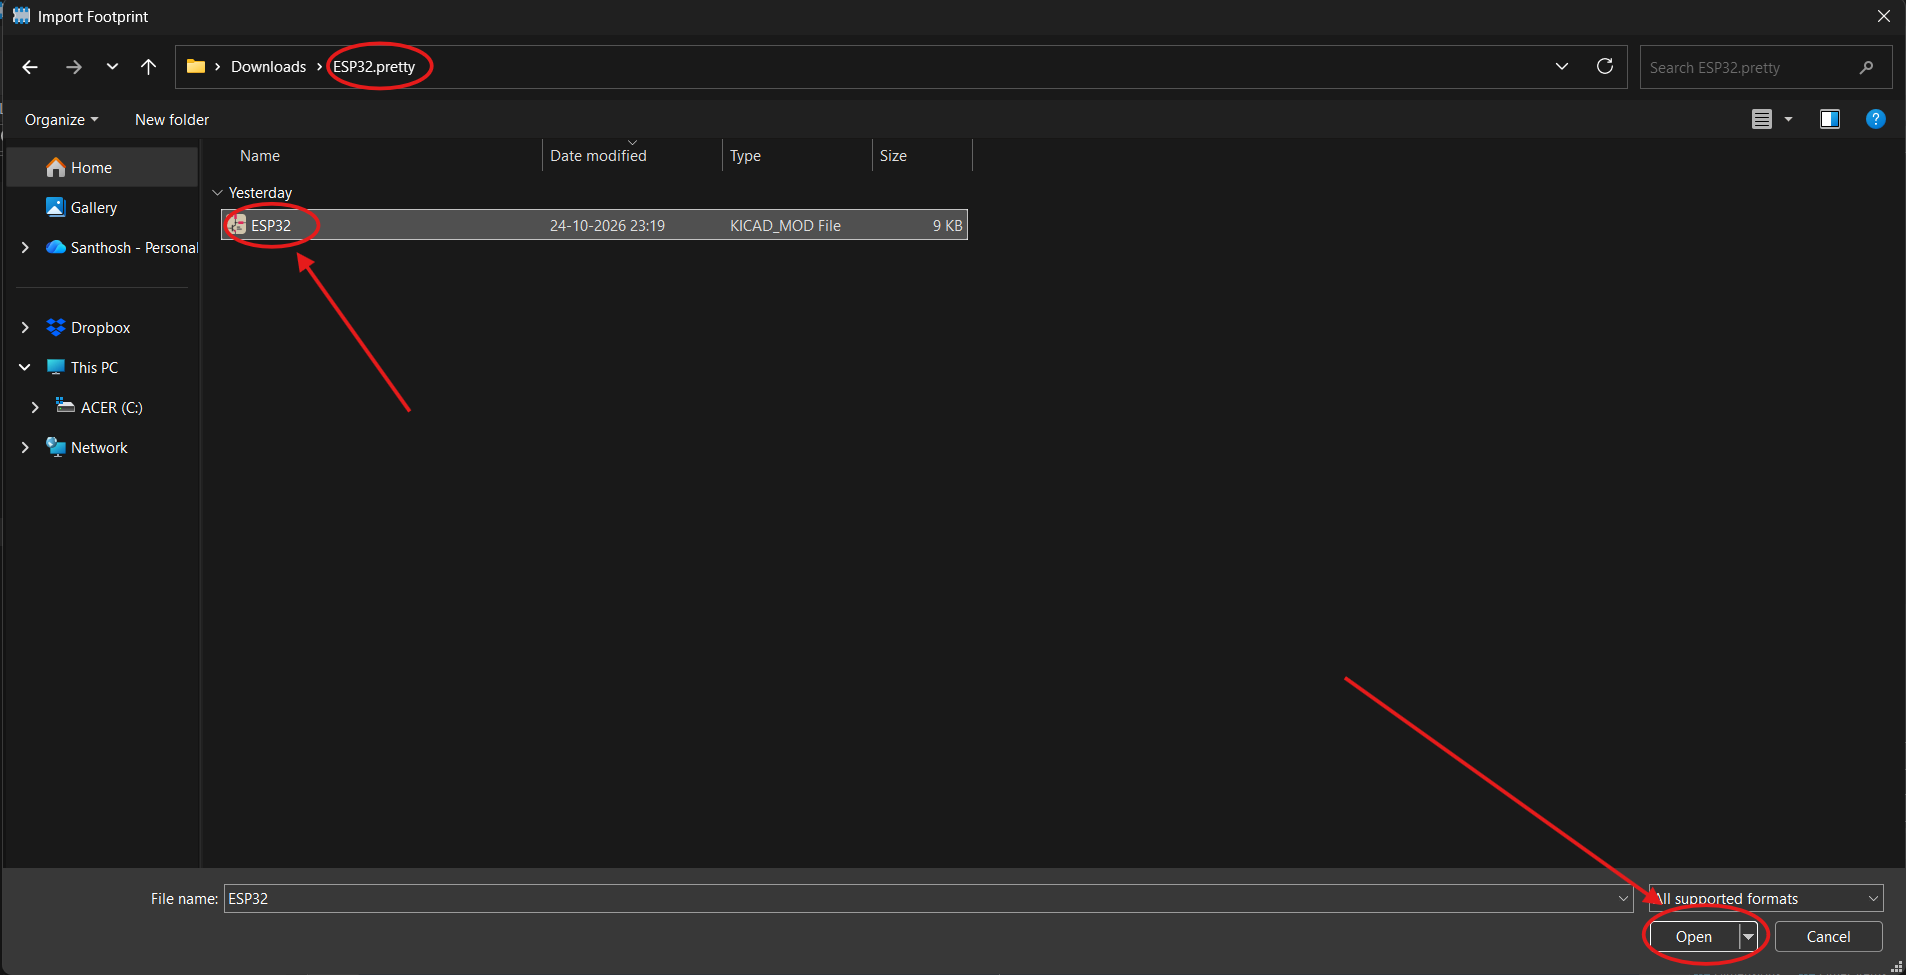 Import Footprint
Downloads ESP32.pretty
Search ESP32.pretty
Organize New folder
Name Date modified Type Size
Home
Gallery
Santhosh - Personal
Dropbox
This PC
ACER (C:)
Network
Yesterday
ESP32 24-10-2026 23:19 KICAD_MOD File 9 KB
File name: ESP32
All supported formats
Open Cancel